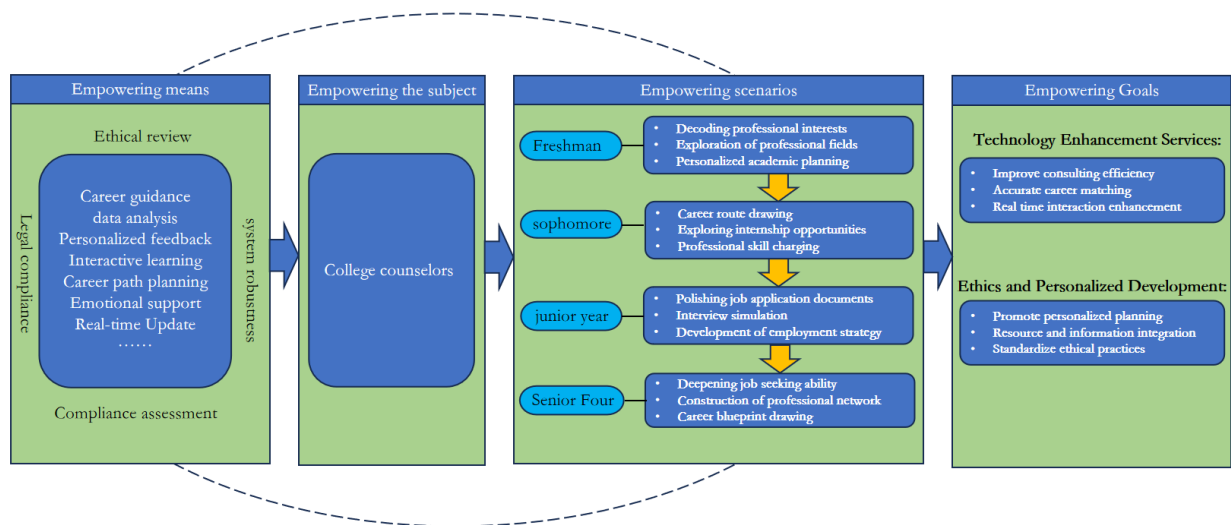 Empowering means
Ethical review
Legal compliance
Career guidance
data analysis
Personalized feedback
Interactive learning
Career path planning
Emotional support
Real-time Update
……
system robustness
Compliance assessment
Empowering the subject
College counselors
Empowering scenarios
Freshman
• Decoding professional interests
• Exploration of professional fields
• Personalized academic planning
sophomore
• Career route drawing
• Exploring internship opportunities
• Professional skill charging
junior year
• Polishing job application documents
• Interview simulation
• Development of employment strategy
Senior Four
• Deepening job seeking ability
• Construction of professional network
• Career blueprint drawing
Empowering Goals
Technology Enhancement Services:
• Improve consulting efficiency
• Accurate career matching
• Real time interaction enhancement
Ethics and Personalized Development:
• Promote personalized planning
• Resource and information integration
• Standardize ethical practices